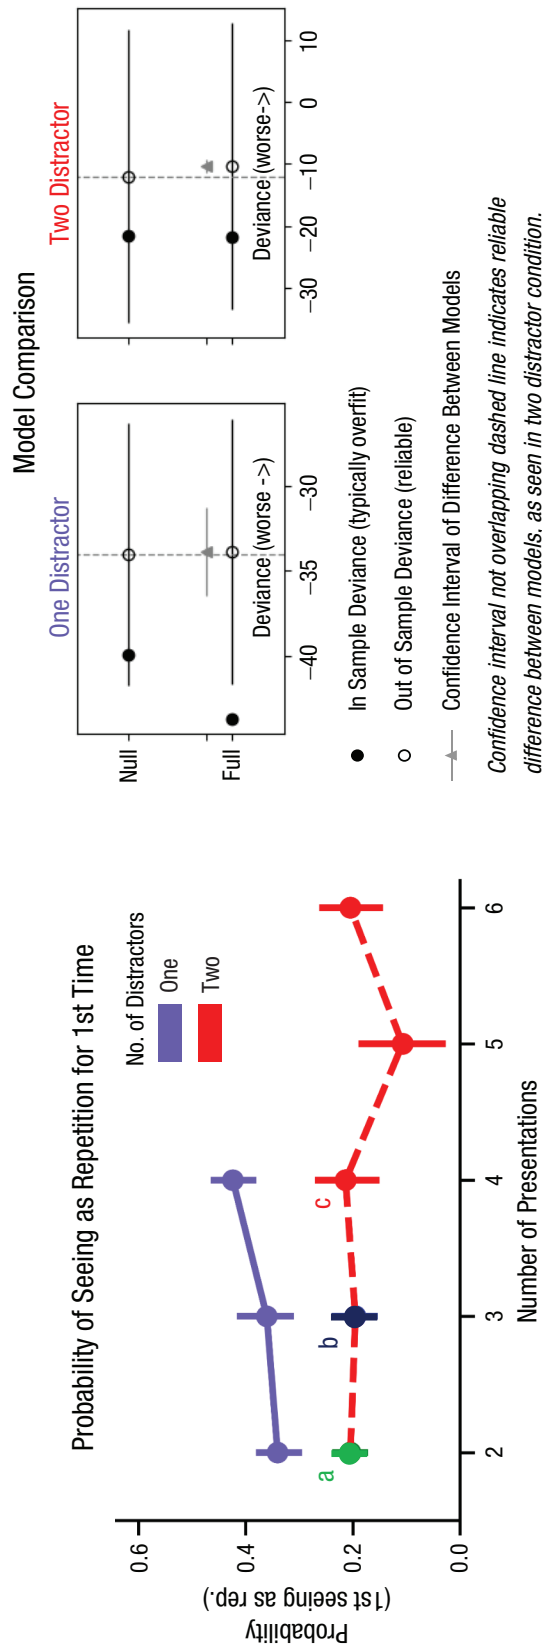 Probability of Seeing as Repetition for 1st Time
No. of Distractors
One
Two
Probability
(1st seeing as rep.)
0.6
0.4
0.2
0.0
a
b
c
2
3
4
5
6
Number of Presentations
Model Comparison
One Distractor
Two Distractor
Null
Full
Deviance (worse ->)
−40
−35
−30
Deviance (worse->)
−30
−20
−10
0
10
In Sample Deviance (typically overfit)
Out of Sample Deviance (reliable)
Confidence Interval of Difference Between Models
Confidence interval not overlapping dashed line indicates reliable
difference between models, as seen in two distractor condition.